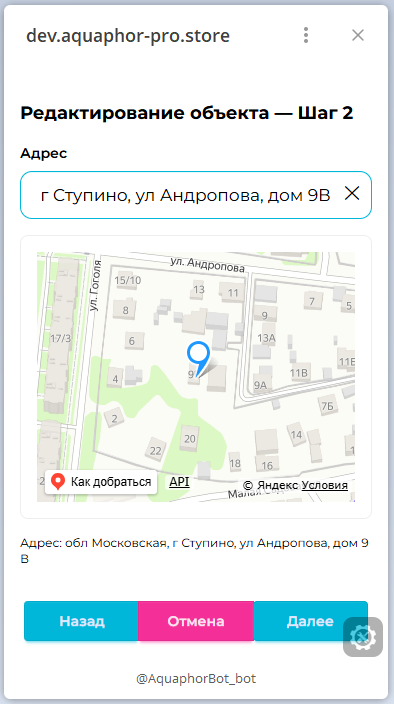 dev.aquaphor-pro.store
Редактирование объекта — Шаг 2
Адрес
г Ступино, ул Андропова, дом 9В
ул. Андропова
ул. Гоголя
15/10
13
11
7
5
8
9
17/3
6
13А
11Е
9
4
9А
11В
2
7Б
20
14
22
18
16
Малая
Как добраться
API
© Яндекс Условия
Адрес: обл Московская, г Ступино, ул Андропова, дом 9
В
Назад
Отмена
Далее
@AquaphorBot_bot